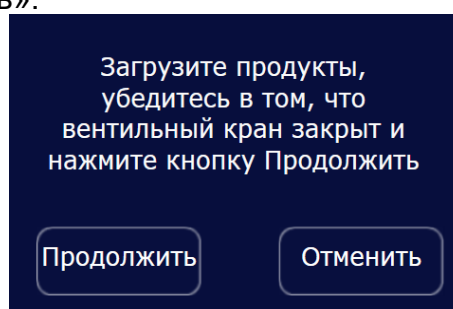 в».
Загрузите продукты,
убедитесь в том, что
вентильный кран закрыт и
нажмите кнопку Продолжить
Продолжить
Отменить